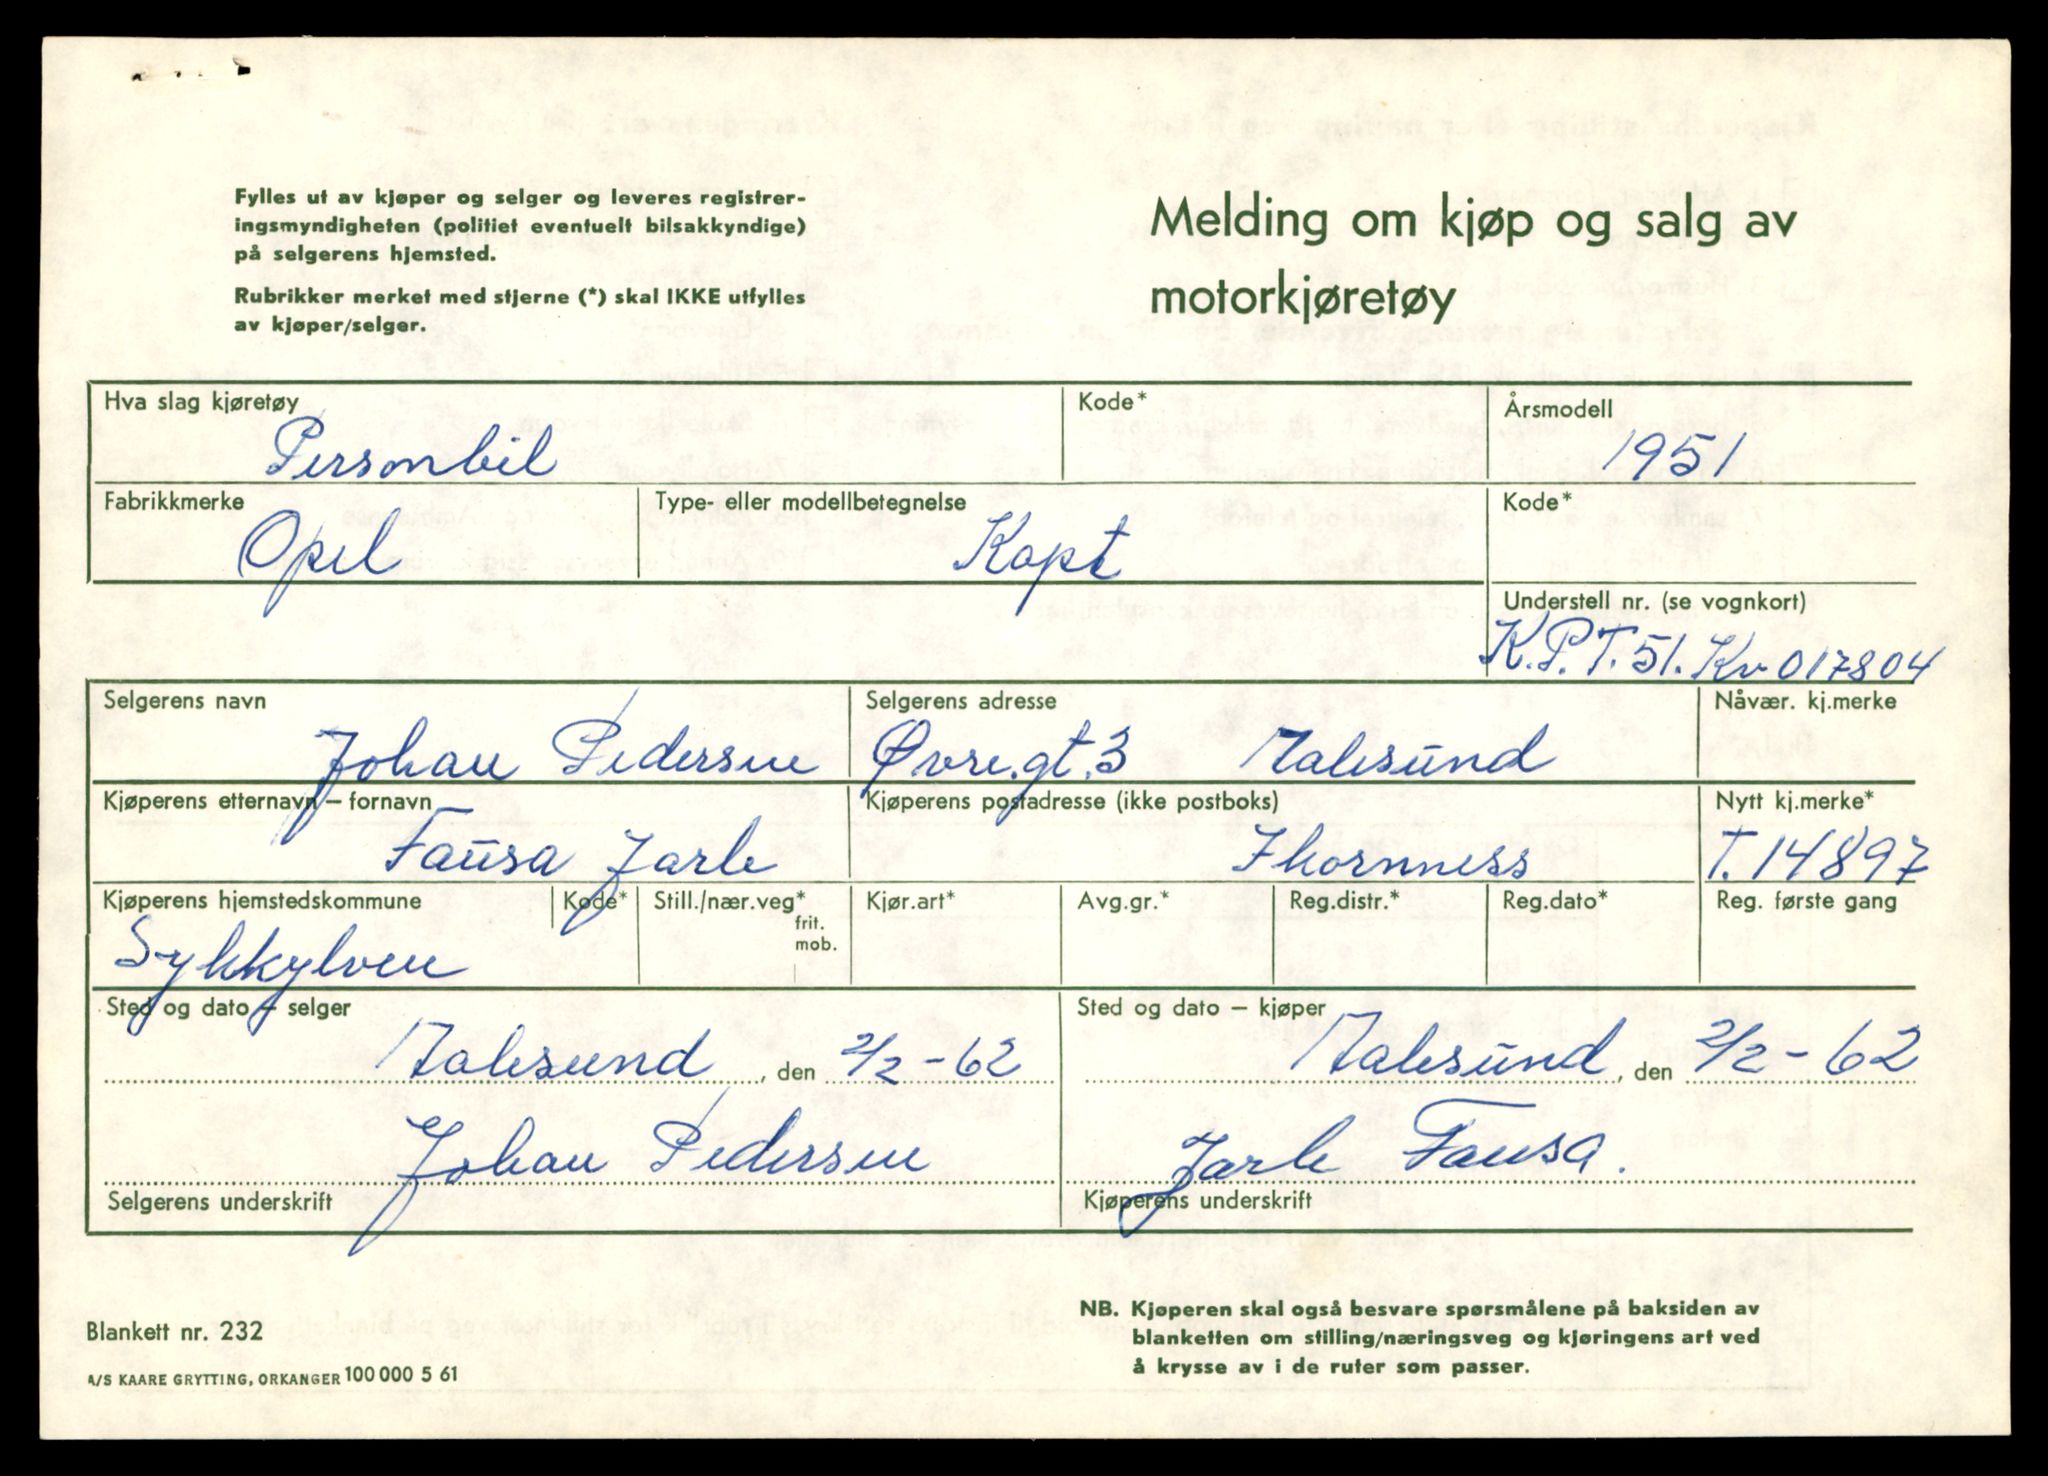 Fylles ut av kjøper og selger og leveres registrer-
ingsmyndigheten (politiet eventuelt bilsakkyndige)
på selgerens hjemsted.
Rubrikker merket med stjerne (*) skal IKKE utfylles
av kjøper/selger.
Melding om kjøp og salg av
motorkjøretøy
Hva slag kjøretøy
Personbil
Kode*
Årsmodell
1951
Fabrikkmerke
Opel
Type- eller modellbetegnelse
Kapt
Kode*
Understell nr. (se vognkort)
K.P.T. 51. Kv 017804
Selgerens navn
Johan Pedersen
Selgerens adresse
Øvre.gt.3 Aalesund
Nåvær. kj.merke
Kjøperens etternavn – fornavn
Fausa Jarle
Kjøperens postadresse (ikke postboks)
Ikornness
Nytt kj.merke*
T.14897
Kjøperens hjemstedskommune
Sykkylven
Kode*
Still./nær.veg*
frit.
mob.
Kjør.art*
Avg.gr.*
Reg.distr.*
Reg.dato*
Reg. første gang
Sted og dato – selger
Aalesund, den 2/2-62
Sted og dato – kjøper
Aalesund, den 2/2-62
Johan Pedersen
Selgerens underskrift
Jarle Fausa.
Kjøperens underskrift
Blankett nr. 232
A/S KAARE GRYTTING, ORKANGER 100 000 5 61
NB. Kjøperen skal også besvare spørsmålene på baksiden av
blanketten om stilling/næringsveg og kjøringens art ved
å krysse av i de ruter som passer.